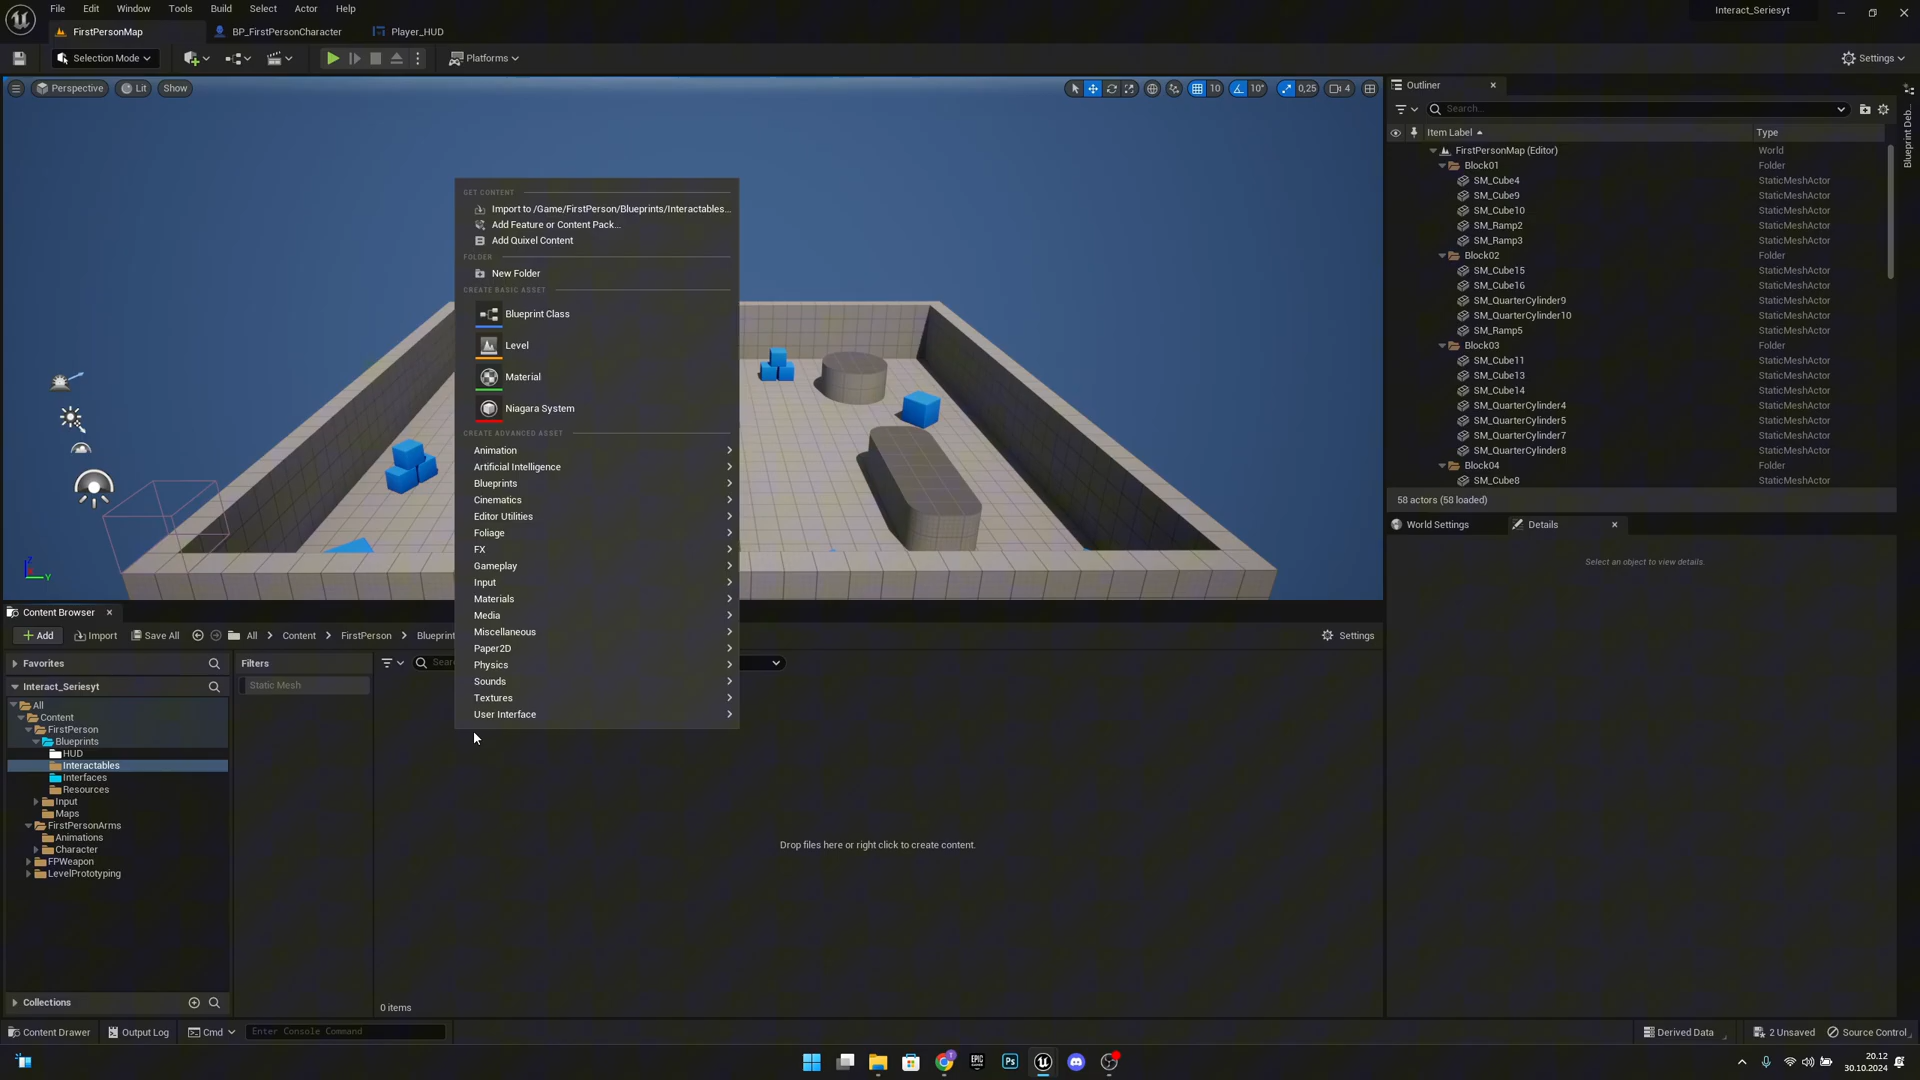 File Edit Window Tools Build Select Actor Help
Interact_Seriesyt
FirstPersonMap
BP_FirstPersonCharacter
Player_HUD
Selection Mode
Platforms
Settings
Perspective
Lit
Show
10
10°
0,25
4
Outliner
Search...
Item Label
Type
FirstPersonMap (Editor) World
Block01 Folder
SM_Cube4 StaticMeshActor
SM_Cube9 StaticMeshActor
SM_Cube10 StaticMeshActor
SM_Ramp2 StaticMeshActor
SM_Ramp3 StaticMeshActor
Block02 Folder
SM_Cube15 StaticMeshActor
SM_Cube16 StaticMeshActor
SM_QuarterCylinder9 StaticMeshActor
SM_QuarterCylinder10 StaticMeshActor
SM_Ramp5 StaticMeshActor
Block03 Folder
SM_Cube11 StaticMeshActor
SM_Cube13 StaticMeshActor
SM_Cube14 StaticMeshActor
SM_QuarterCylinder4 StaticMeshActor
SM_QuarterCylinder5 StaticMeshActor
SM_QuarterCylinder7 StaticMeshActor
SM_QuarterCylinder8 StaticMeshActor
Block04 Folder
SM_Cube8 StaticMeshActor
58 actors (58 loaded)
Blueprint Deb...
World Settings
Details
Select an object to view details.
GET CONTENT
Import to /Game/FirstPerson/Blueprints/Interactables...
Add Feature or Content Pack...
Add Quixel Content
FOLDER
New Folder
CREATE BASIC ASSET
Blueprint Class
Level
Material
Niagara System
CREATE ADVANCED ASSET
Animation
Artificial Intelligence
Blueprints
Cinematics
Editor Utilities
Foliage
FX
Gameplay
Input
Materials
Media
Miscellaneous
Paper2D
Physics
Sounds
Textures
User Interface
Z
Y
Content Browser
Add
Import
Save All
All
Content
FirstPerson
Blueprint
Settings
Favorites
Filters
Sear
Interact_Seriesyt
Static Mesh
All
Content
FirstPerson
Blueprints
HUD
Interactables
Interfaces
Resources
Input
Maps
FirstPersonArms
Animations
Character
FPWeapon
LevelPrototyping
Drop files here or right click to create content.
Collections
0 items
Content Drawer
Output Log
Cmd
Enter Console Command
Derived Data
2 Unsaved
Source Control
EPIC
Ps
20.12
30.10.2024